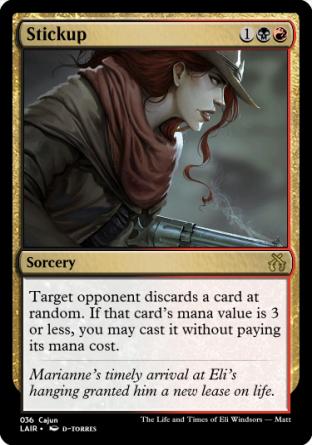 Stickup 1
Sorcery
Target opponent discards a card at
random. If that card's mana value is 3
or less, you may cast it without paying
its mana cost.
Marianne's timely arrival at Eli's
hanging granted him a new lease on life.
036 Cajun The Life and Times of Eli Windsors — Matt
LAIR • D-TORRES